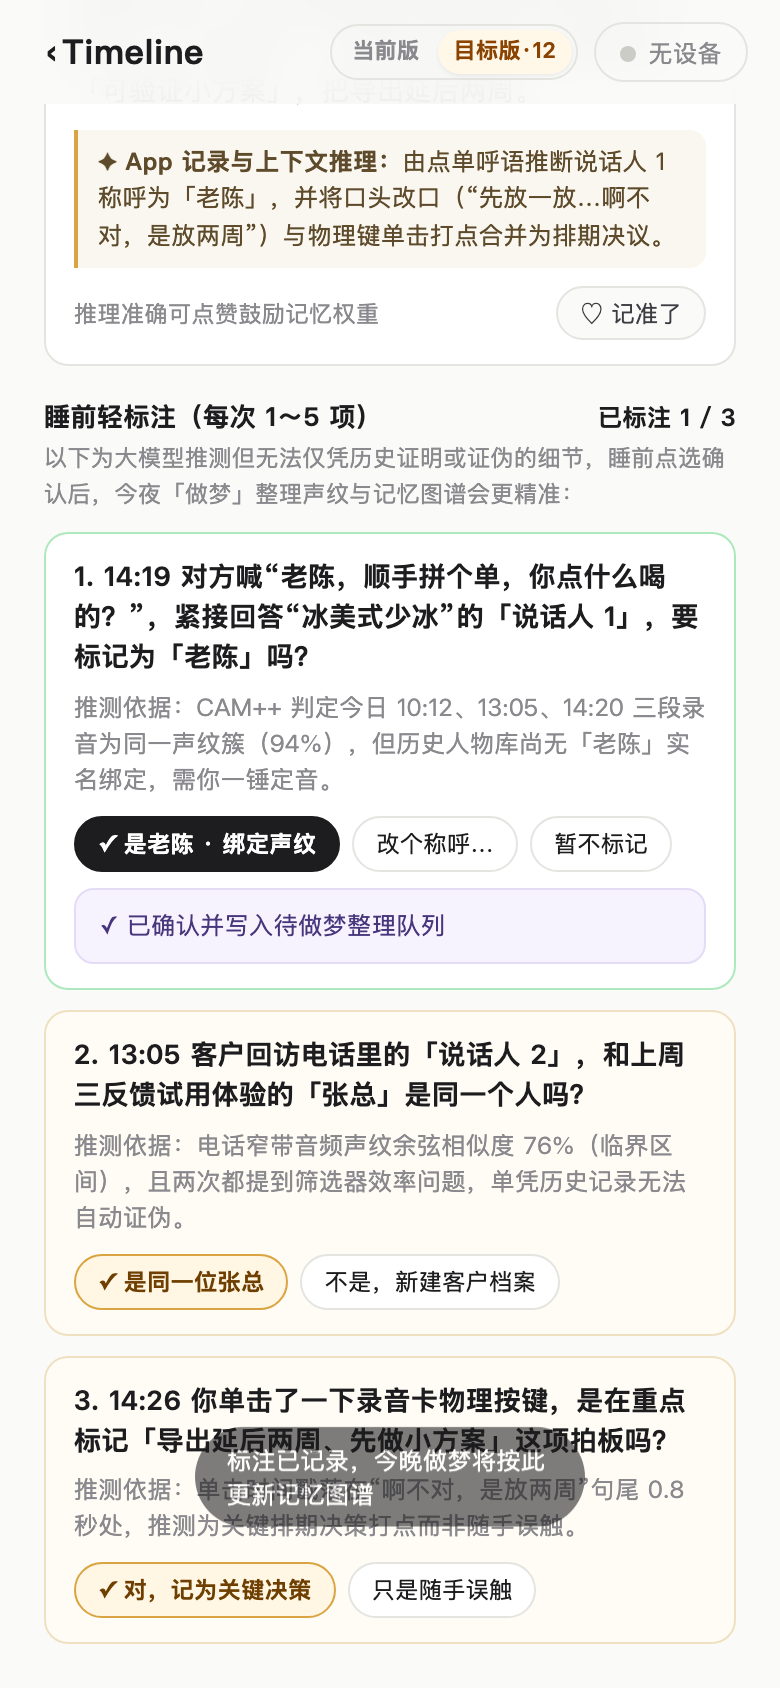 ‹ Timeline
当前版
目标版·12
无设备
「可验证小方案」，把导出延后两周。
✦ App 记录与上下文推理：由点单呼语推断说话人 1
称呼为「老陈」，并将口头改口（“先放一放...啊不
对，是放两周”）与物理键单击打点合并为排期决议。
推理准确可点赞鼓励记忆权重
♡ 记准了
睡前轻标注（每次 1～5 项）
已标注 1 / 3
以下为大模型推测但无法仅凭历史证明或证伪的细节，睡前点选确
认后，今夜「做梦」整理声纹与记忆图谱会更精准：
1. 14:19 对方喊“老陈，顺手拼个单，你点什么喝
的？”，紧接回答“冰美式少冰”的「说话人 1」，要
标记为「老陈」吗？
推测依据：CAM++ 判定今日 10:12、13:05、14:20 三段录
音为同一声纹簇（94%），但历史人物库尚无「老陈」实
名绑定，需你一锤定音。
✓ 是老陈 · 绑定声纹
改个称呼...
暂不标记
✓ 已确认并写入待做梦整理队列
2. 13:05 客户回访电话里的「说话人 2」，和上周
三反馈试用体验的「张总」是同一个人吗？
推测依据：电话窄带音频声纹余弦相似度 76%（临界区
间），且两次都提到筛选器效率问题，单凭历史记录无法
自动证伪。
✓ 是同一位张总
不是，新建客户档案
3. 14:26 你单击了一下录音卡物理按键，是在重点
标记「导出延后两周、先做小方案」这项拍板吗？
标注已记录，今晚做梦将按此
更新记忆图谱
推测依据：单击时间戳落在“啊不对，是放两周”句尾 0.8
秒处，推测为关键排期决策打点而非随手误触。
✓ 对，记为关键决策
只是随手误触